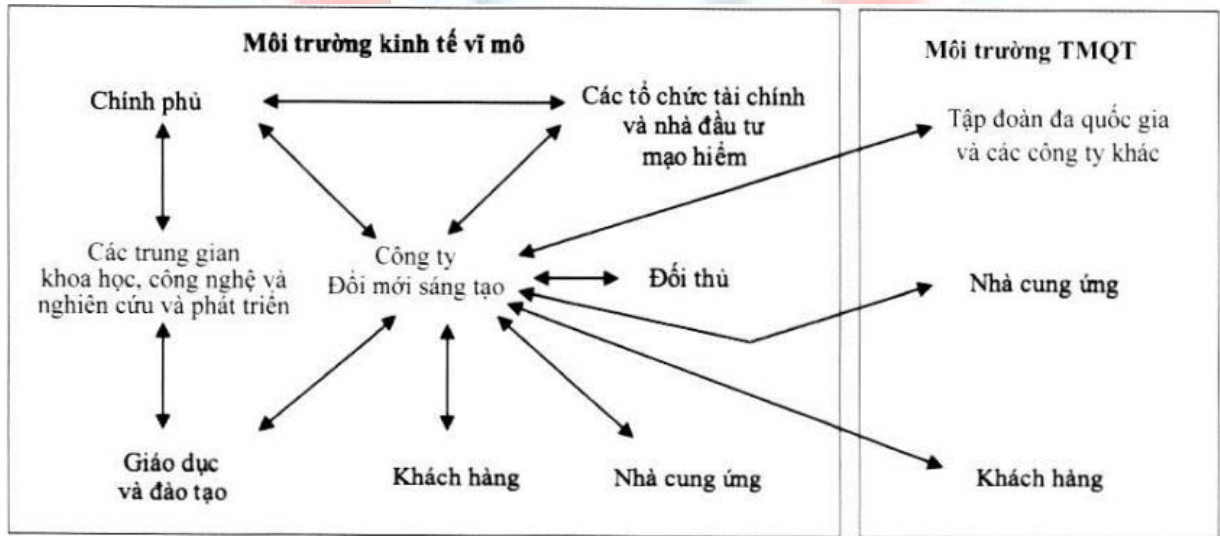 Môi trường kinh tế vĩ mô
Môi trường TMQT
Chính phủ
Các tổ chức tài chính
và nhà đầu tư
mạo hiểm
Tập đoàn đa quốc gia
và các công ty khác
Các trung gian
khoa học, công nghệ và
nghiên cứu và phát triển
Công ty
Đổi mới sáng tạo
Đối thủ
Nhà cung ứng
Giáo dục
và đào tạo
Khách hàng
Nhà cung ứng
Khách hàng